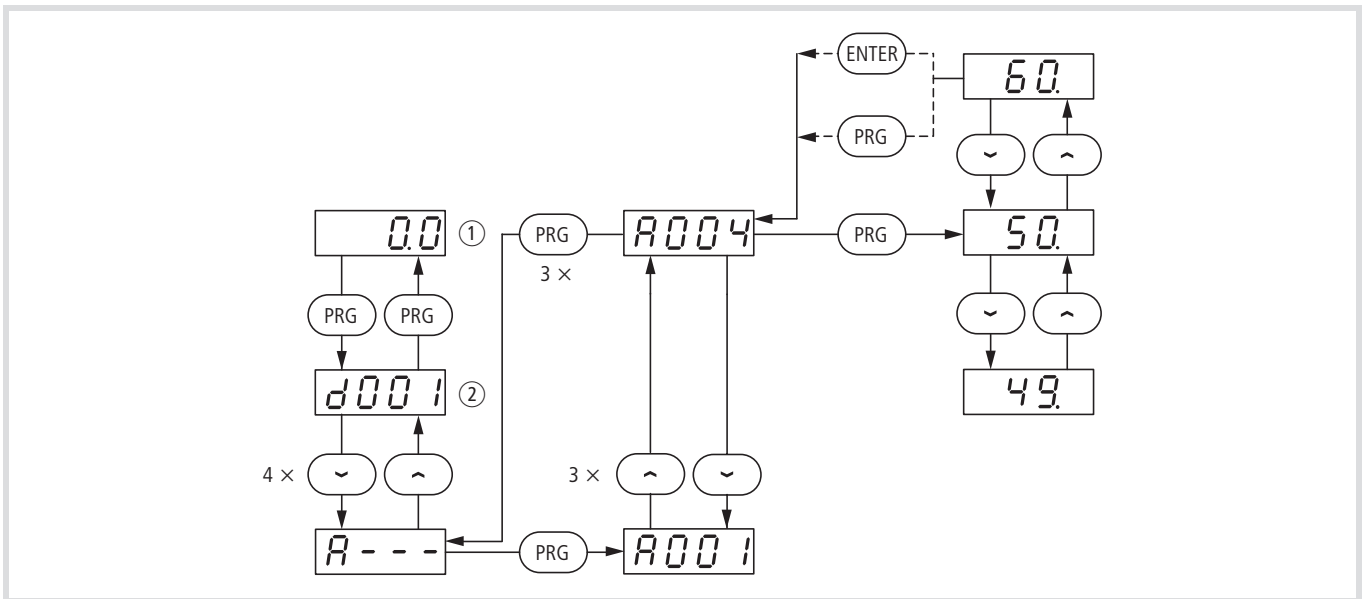 ENTER
60.
PRG
0.0 ① PRG A004 PRG 50.
3 ×
PRG PRG
d001 ② 49.
4 × 3 ×
A--- PRG A001